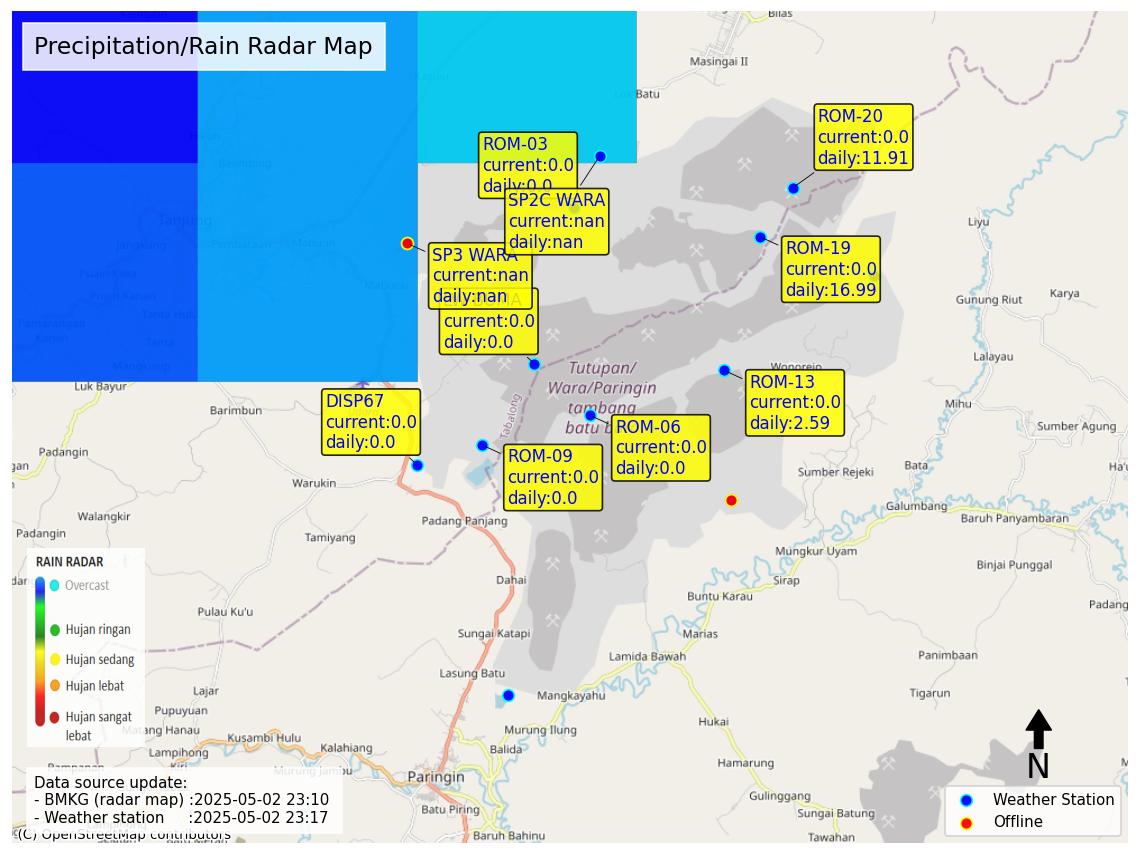 Precipitation/Rain Radar Map
Bilas
Masingai II
Batu
ROM-20
current:0.0
daily:11.91
ROM-03
current:0.0
daily:0.0
SP2C WARA
current:nan
daily:nan
Tanjung
Liyu
SP3 WARA
current:nan
daily:nan
ROM-19
current:0.0
daily:16.99
Mabuun
Gunung Riut
Karya
current:0.0
daily:0.0
Lalayau
Luk Bayur
Tutupan/
Wara/Paringin
tambang
batu b
Wonorejo
ROM-13
current:0.0
daily:2.59
DISP67
current:0.0
daily:0.0
Barimbun
Tabalong
Mihu
ROM-06
current:0.0
daily:0.0
Sumber Agung
Padangin
ROM-09
current:0.0
daily:0.0
Bata
Ha'u
Warukin
Sumber Rejeki
Galumbang
Baruh Panyambaran
Walangkir
Padang Panjang
Padangin
Tamiyang
Mungkur Uyam
Binjai Punggal
RAIN RADAR
Overcast
Hujan ringan
Hujan sedang
Hujan lebat
Hujan sangat
lebat
Dahai
Sirap
Buntu Karau
Padang
Pulau Ku'u
Sungai Katapi
Marias
Lamida Bawah
Panimbaan
Lasung Batu
Lajar
Mangkayahu
Tigarun
Pupuyuan
Matang Hanau
Hukai
Murung Ilung
Kusambi Hulu
Kalahiang
Balida
Lampihong
Hamarung
N
Murung Jambu
Paringin
Data source update:
- BMKG (radar map) :2025-05-02 23:10
- Weather station :2025-05-02 23:17
Gulinggang
Weather Station
Offline
Batu Piring
Sungai Batung
Baruh Bahinu
Tawahan
(C) OpenStreetMap contributors